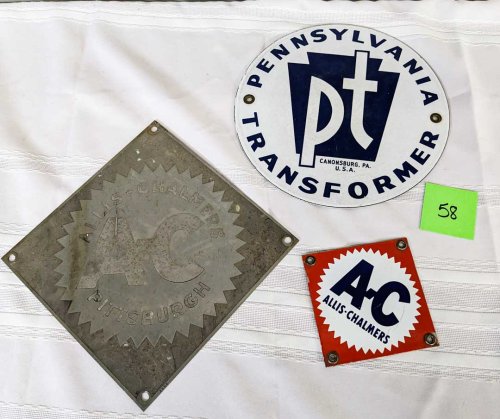 PENNSYLVANIA
pt
CANONSBURG, PA.
U.S.A.
TRANSFORMER
58
ALLIS-CHALMERS
A-C
PITTSBURGH
A-C
ALLIS-CHALMERS